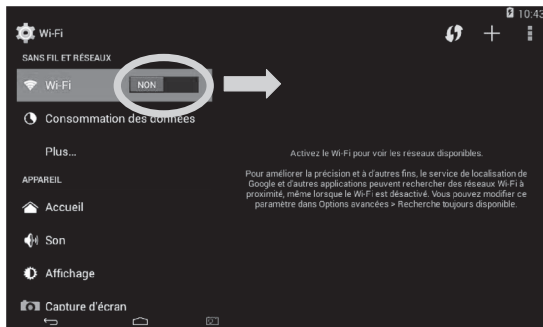 10:43
Wi-Fi
SANS FIL ET RÉSEAUX
Wi-Fi
NON
Consommation des données
Plus...
APPAREIL
Accueil
Son
Affichage
Capture d'écran
Activez le Wi-Fi pour voir les réseaux disponibles.
Pour améliorer la précision et à d'autres fins, le service de localisation de
Google et d'autres applications peuvent rechercher des réseaux Wi-Fi à
proximité, même lorsque le Wi-Fi est désactivé. Vous pouvez modifier ce
paramètre dans Options avancées > Recherche toujours disponible.